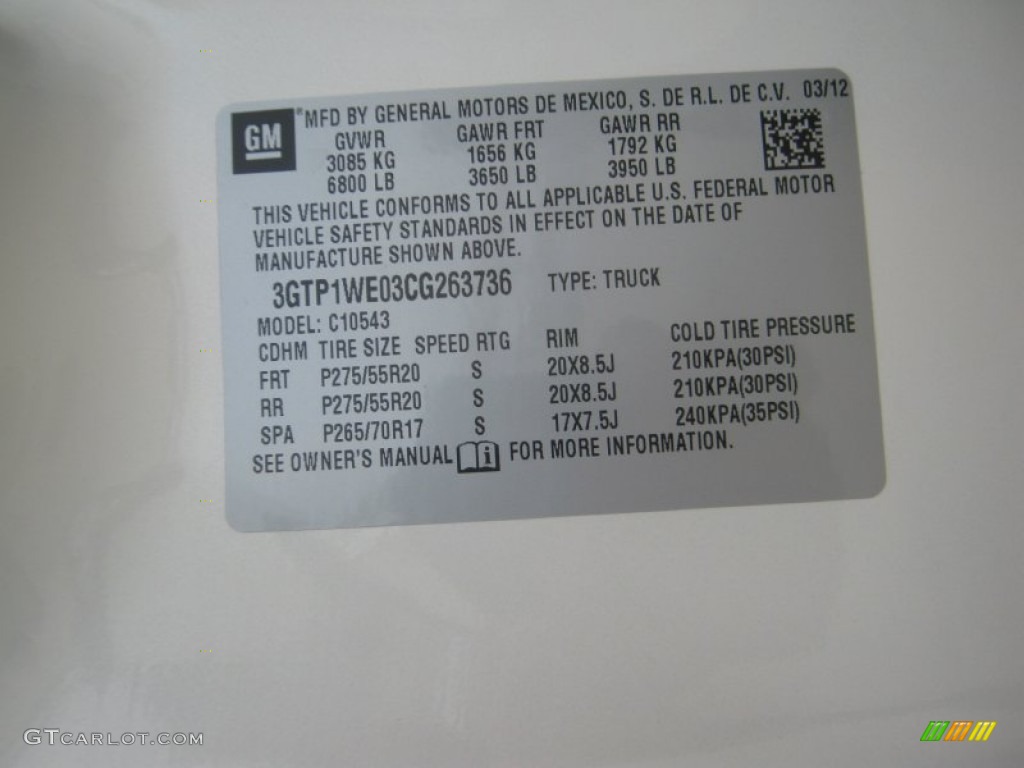 GM ® MFD BY GENERAL MOTORS DE MEXICO, S. DE R.L. DE C.V. 03/12
GVWR GAWR FRT GAWR RR
3085 KG 1656 KG 1792 KG
6800 LB 3650 LB 3950 LB
THIS VEHICLE CONFORMS TO ALL APPLICABLE U.S. FEDERAL MOTOR
VEHICLE SAFETY STANDARDS IN EFFECT ON THE DATE OF
MANUFACTURE SHOWN ABOVE.
3GTP1WE03CG263736 TYPE: TRUCK
MODEL: C10543
CDHM TIRE SIZE SPEED RTG RIM COLD TIRE PRESSURE
FRT P275/55R20 S 20X8.5J 210KPA(30PSI)
RR P275/55R20 S 20X8.5J 210KPA(30PSI)
SPA P265/70R17 S 17X7.5J 240KPA(35PSI)
SEE OWNER'S MANUAL i FOR MORE INFORMATION.
GTCARLOT.COM